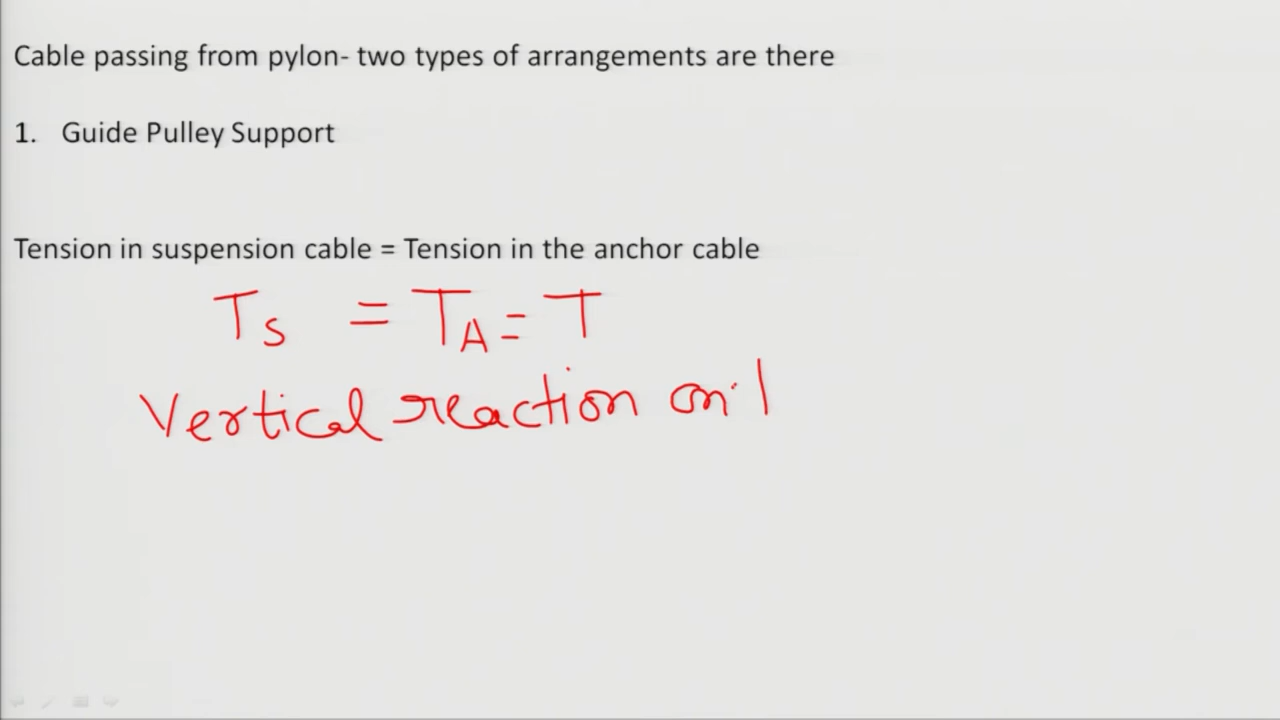 Cable passing from pylon- two types of arrangements are there
1. Guide Pulley Support
Tension in suspension cable = Tension in the anchor cable
Ts = TA = T
Vertical reaction on